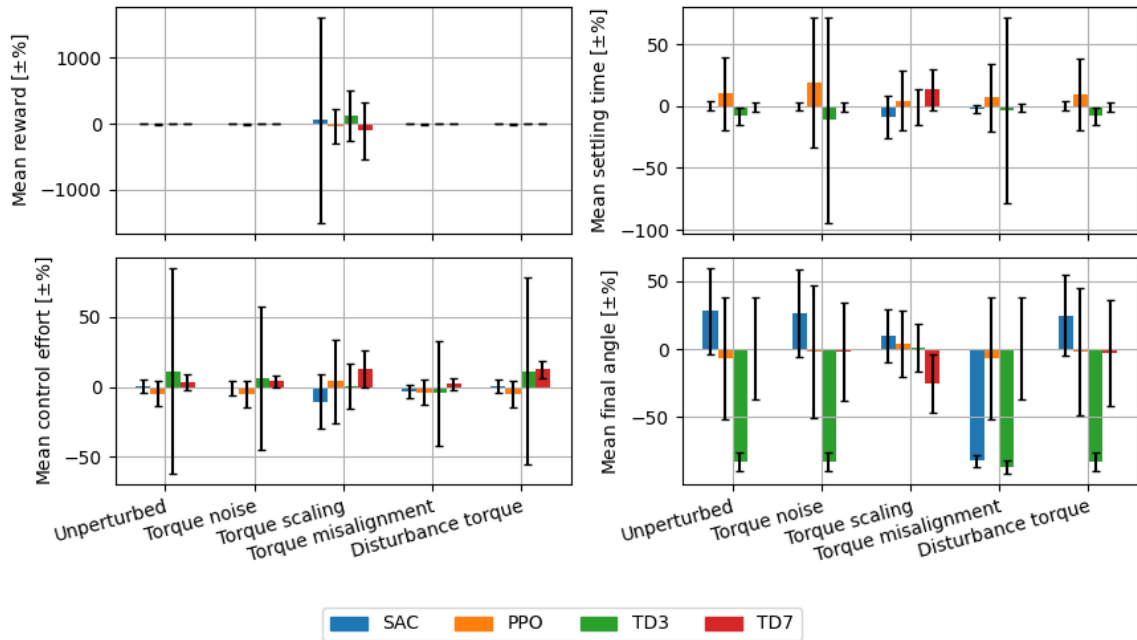 Mean reward [±%]
1000
0
−1000
Mean settling time [±%]
50
0
−50
−100
Mean control effort [±%]
50
0
−50
Unperturbed
Torque noise
Torque scaling
Torque misalignment
Disturbance torque
Mean final angle [±%]
50
0
−50
Unperturbed
Torque noise
Torque scaling
Torque misalignment
Disturbance torque
SAC PPO TD3 TD7